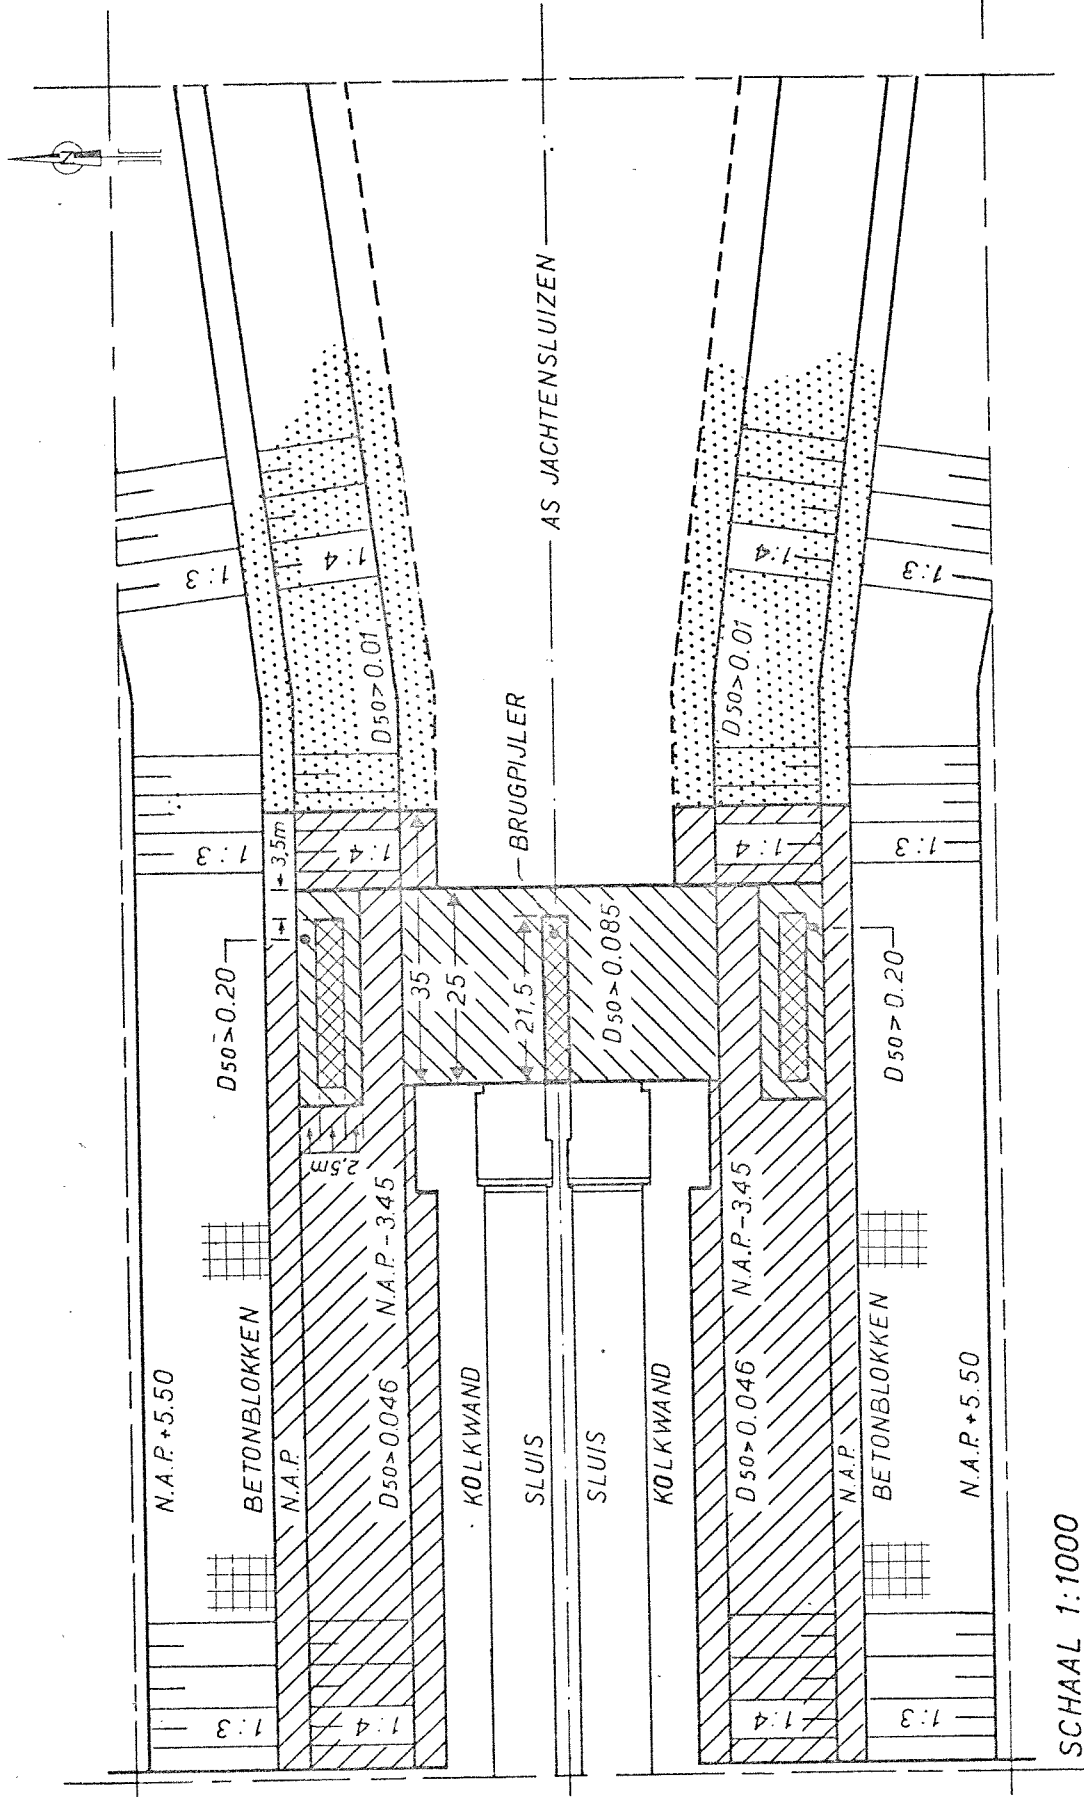 Z
AS JACHTENSLUIZEN
1:3
1:4
D50>0.01
1:4
D50>0.01
1:3
BRUGPIJLER
1:3
3,5m
1:4
1:4
1:3
D50>0.20
35
25
21,5
D50>0.085
D50>0.20
2,5m
N.A.P.-3.45
N.A.P.-3.45
N.A.P.+5.50
BETONBLOKKEN
N.A.P.
D50>0.046
KOLKWAND
SLUIS
SLUIS
KOLKWAND
D50>0.046
N.A.P.
BETONBLOKKEN
N.A.P.+5.50
1:3
1:4
1:4
1:3
SCHAAL 1:1000